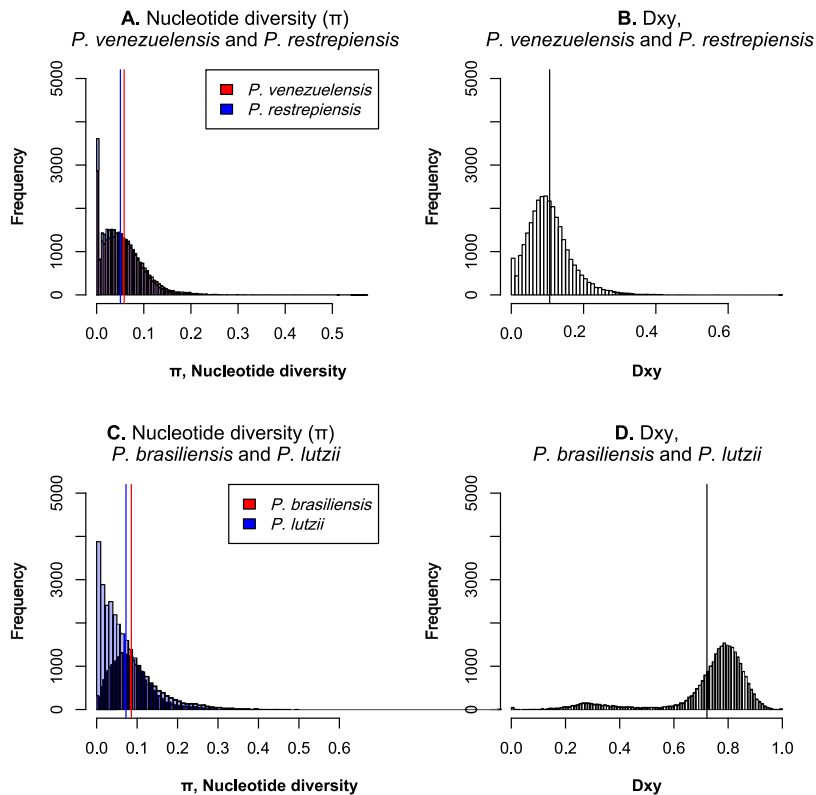 A. Nucleotide diversity (π)
P. venezuelensis and P. restrepiensis
5000
3000
1000
0
Frequency
P. venezuelensis
P. restrepiensis
0.0 0.1 0.2 0.3 0.4 0.5
π, Nucleotide diversity
B. Dxy,
P. venezuelensis and P. restrepiensis
5000
3000
1000
0
Frequency
0.0 0.2 0.4 0.6
Dxy
C. Nucleotide diversity (π)
P. brasiliensis and P. lutzii
5000
3000
1000
0
Frequency
P. brasiliensis
P. lutzii
0.0 0.1 0.2 0.3 0.4 0.5 0.6
π, Nucleotide diversity
D. Dxy,
P. brasiliensis and P. lutzii
5000
3000
1000
0
Frequency
0.0 0.2 0.4 0.6 0.8 1.0
Dxy